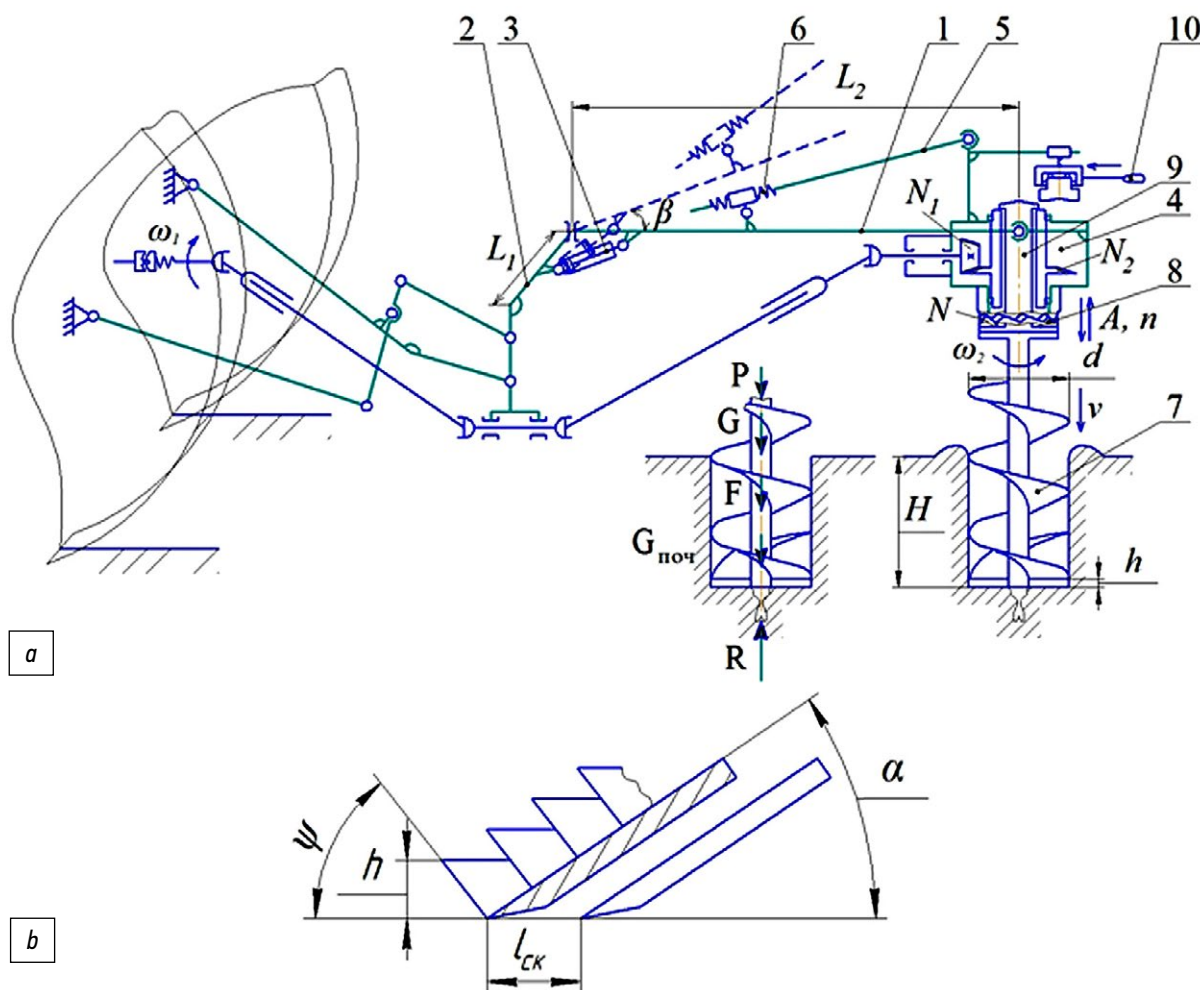 2 3 6 1 5 10
L₂
9
N₁ 4
ω₁ L₁ β N₂
8
N A, n
ω₂ d
P
G v 7
F H
Gпоч h
R
a
α
ψ
h
b
lск